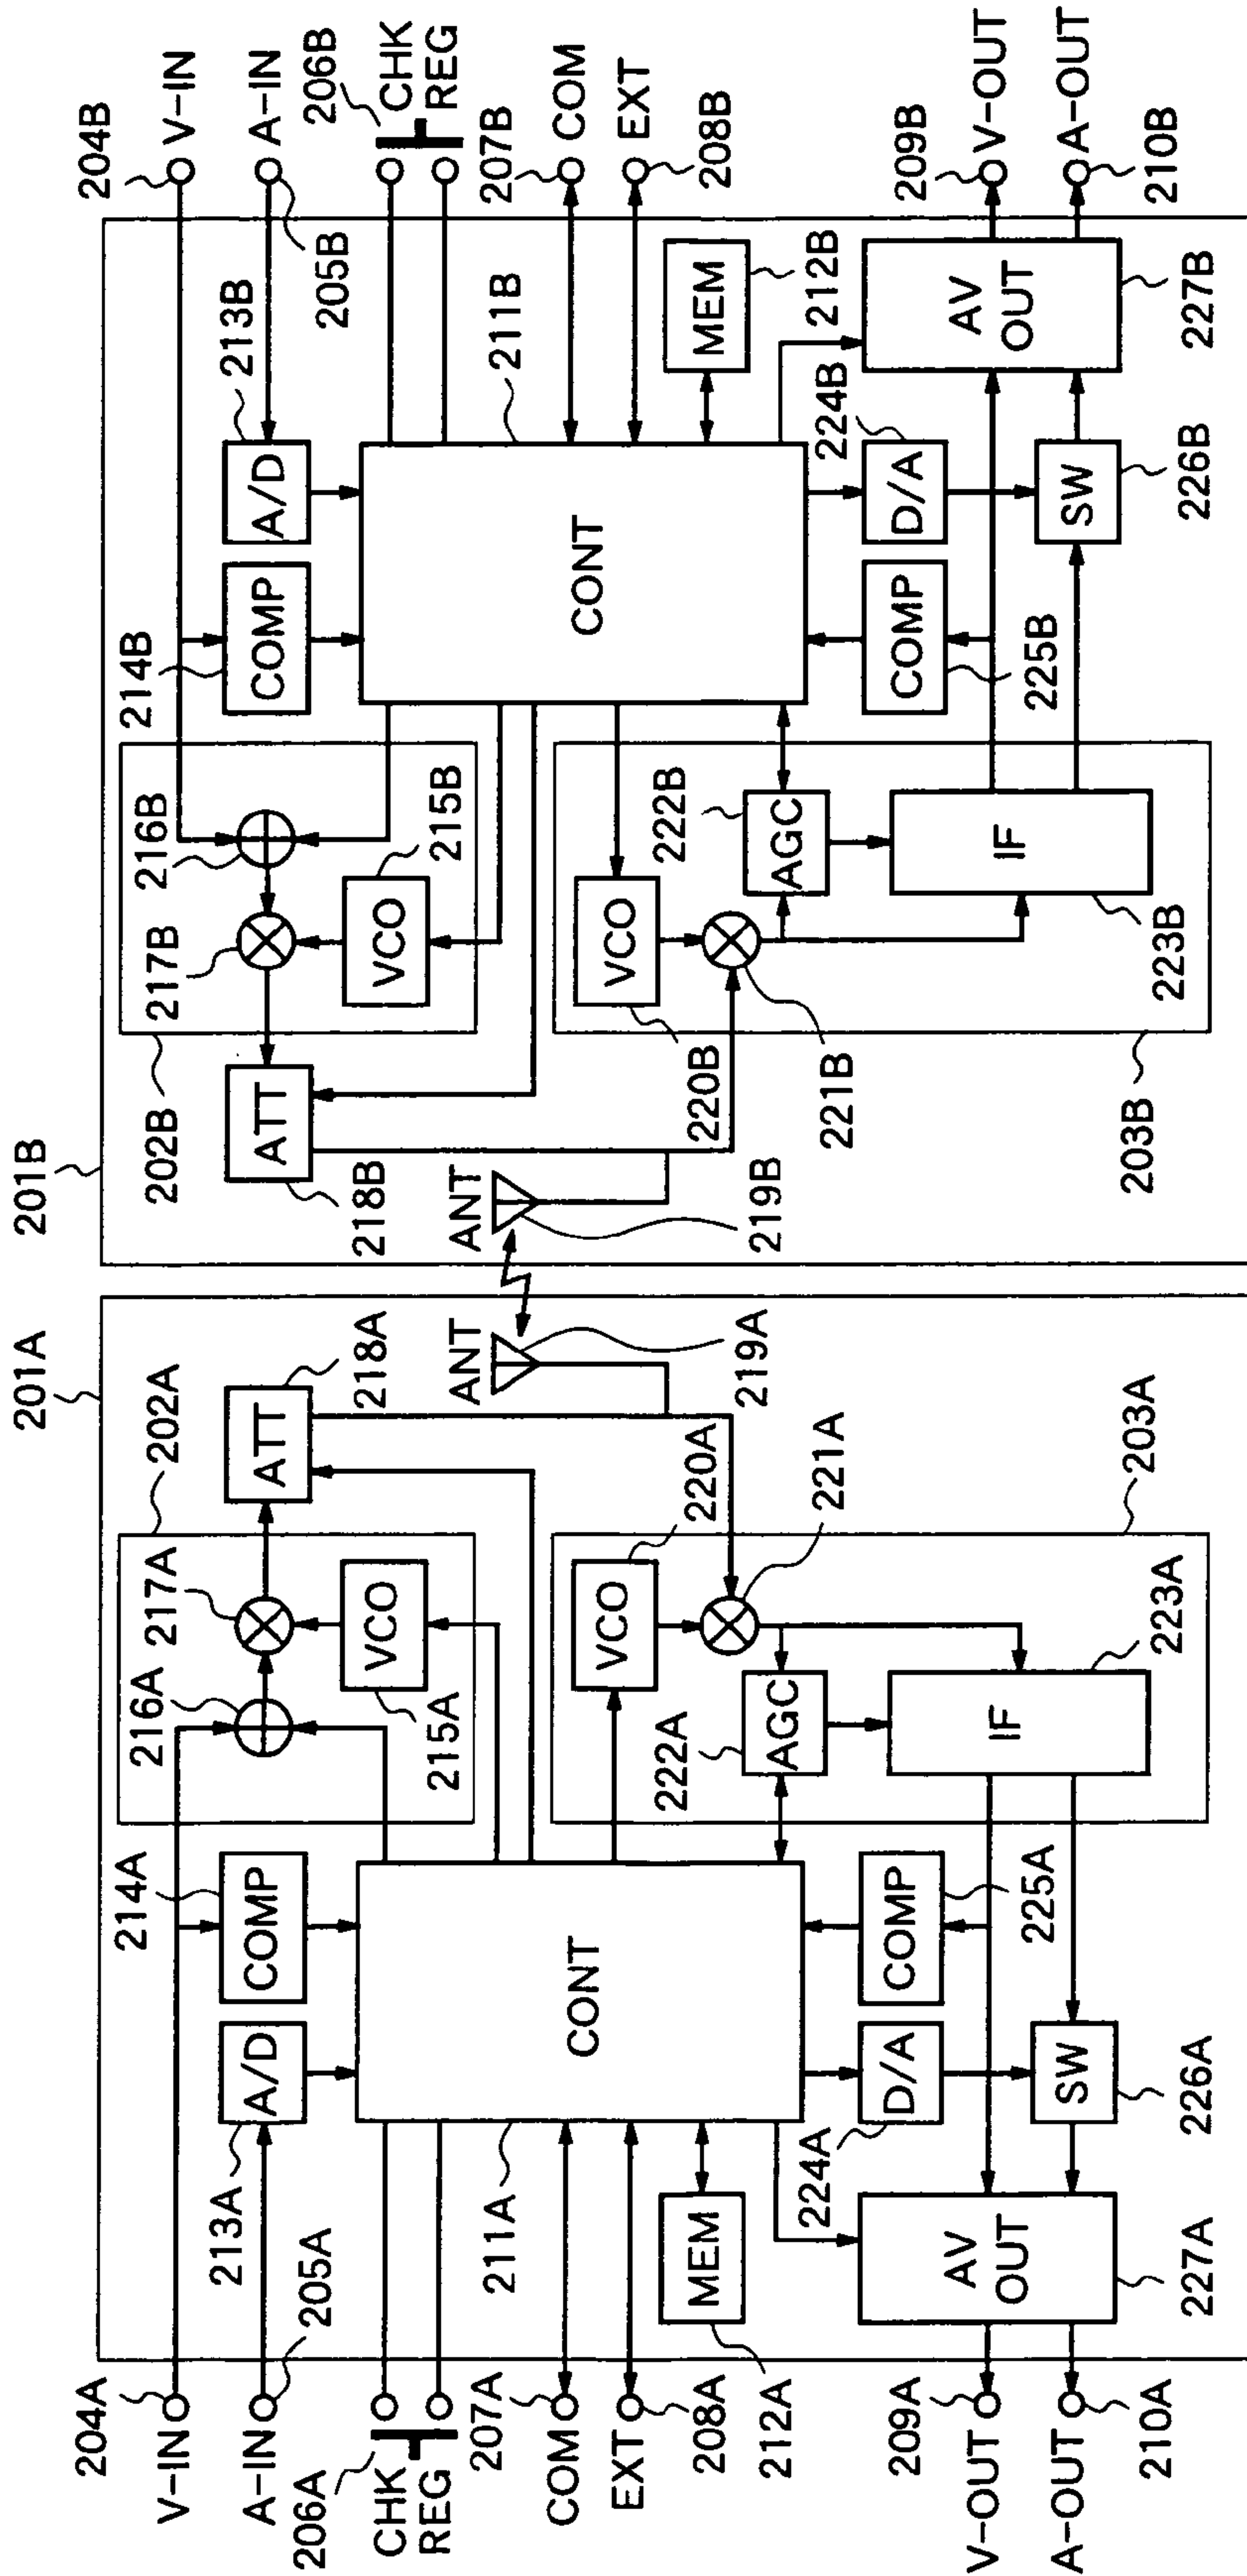 201A
204A
V-IN
A-IN
205A
206A
CHK
REG
207A
COM
EXT
208A
213A
A/D
214A
COMP
216A
217A
202A
VCO
215A
ATT
218A
211A
CONT
ANT
219A
MEM
212A
224A
D/A
COMP
225A
222A
AGC
VCO
220A
221A
IF
223A
203A
SW
226A
AV
OUT
227A
209A
V-OUT
A-OUT
210A
201B
202B
ATT
218B
217B
216B
VCO
215B
214B
COMP
A/D
213B
204B
V-IN
A-IN
205B
206B
CHK
REG
207B
COM
EXT
208B
ANT
219B
CONT
211B
MEM
212B
VCO
220B
221B
222B
AGC
IF
223B
203B
COMP
225B
D/A
224B
SW
226B
AV
OUT
227B
209B
V-OUT
A-OUT
210B